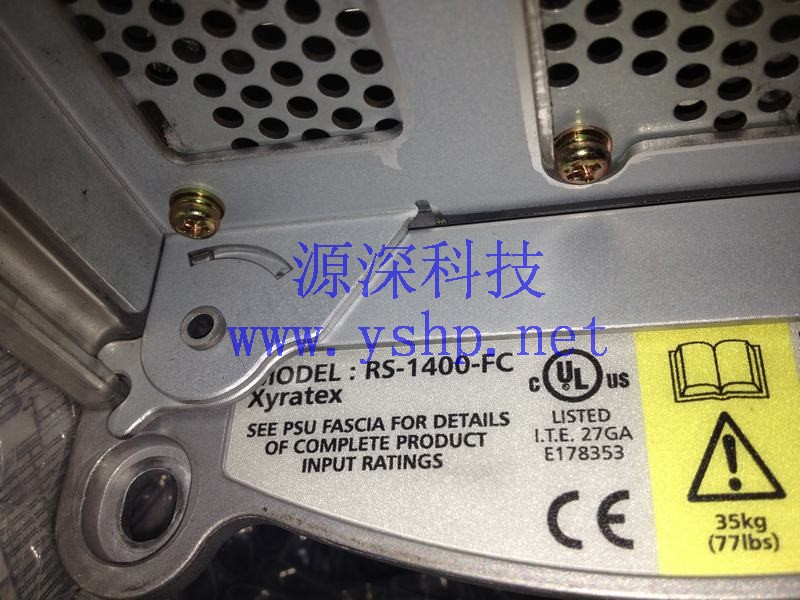 源深科技
www.yshp.net
MODEL : RS-1400-FC
Xyratex
SEE PSU FASCIA FOR DETAILS
OF COMPLETE PRODUCT
INPUT RATINGS
C UL US
LISTED
I.T.E. 27GA
E178353
CE
35kg
(77lbs)